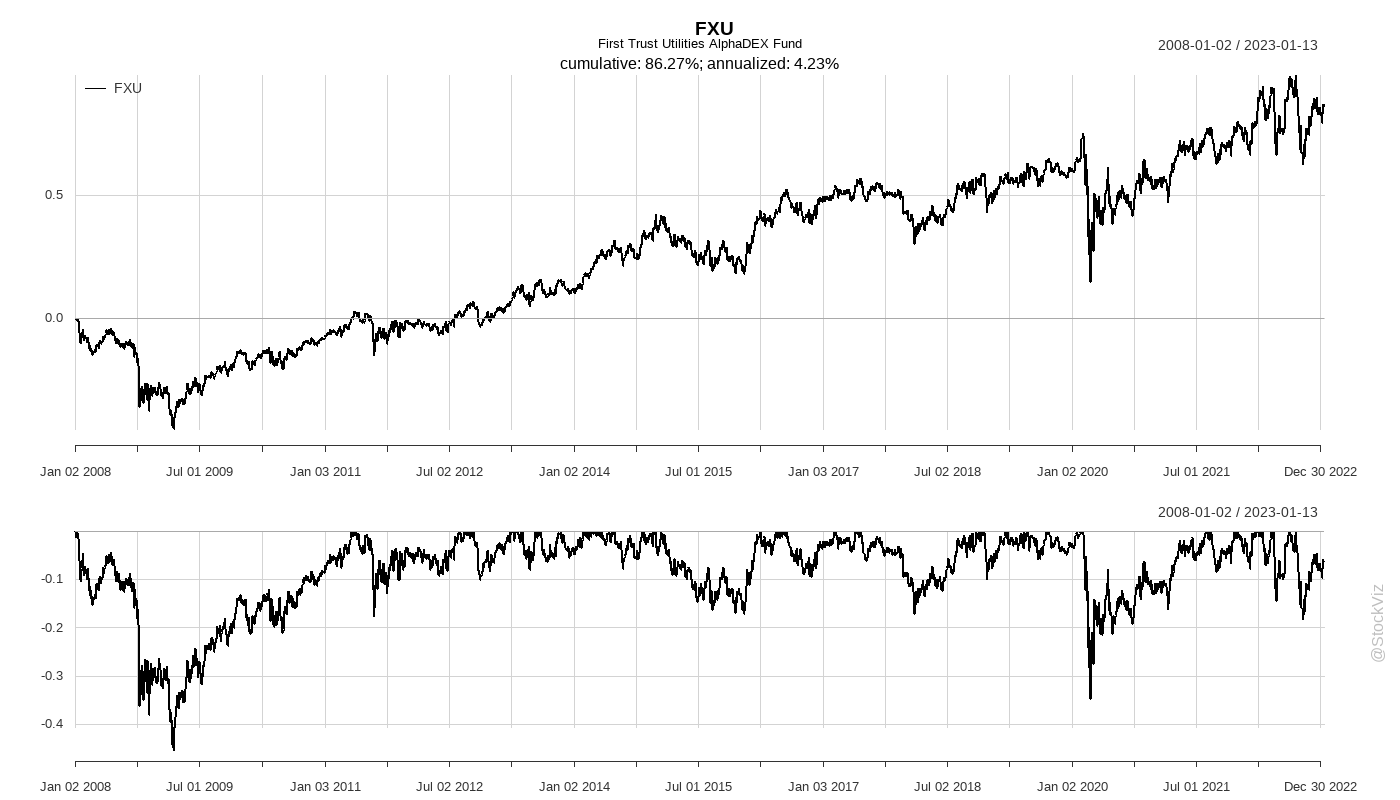 FXU
First Trust Utilities AlphaDEX Fund
cumulative: 86.27%; annualized: 4.23%
2008-01-02 / 2023-01-13
FXU
0.5
0.0
Jan 02 2008 Jul 01 2009 Jan 03 2011 Jul 02 2012 Jan 02 2014 Jul 01 2015 Jan 03 2017 Jul 02 2018 Jan 02 2020 Jul 01 2021 Dec 30 2022
2008-01-02 / 2023-01-13
-0.1
-0.2
-0.3
-0.4
Jan 02 2008 Jul 01 2009 Jan 03 2011 Jul 02 2012 Jan 02 2014 Jul 01 2015 Jan 03 2017 Jul 02 2018 Jan 02 2020 Jul 01 2021 Dec 30 2022
@StockViz